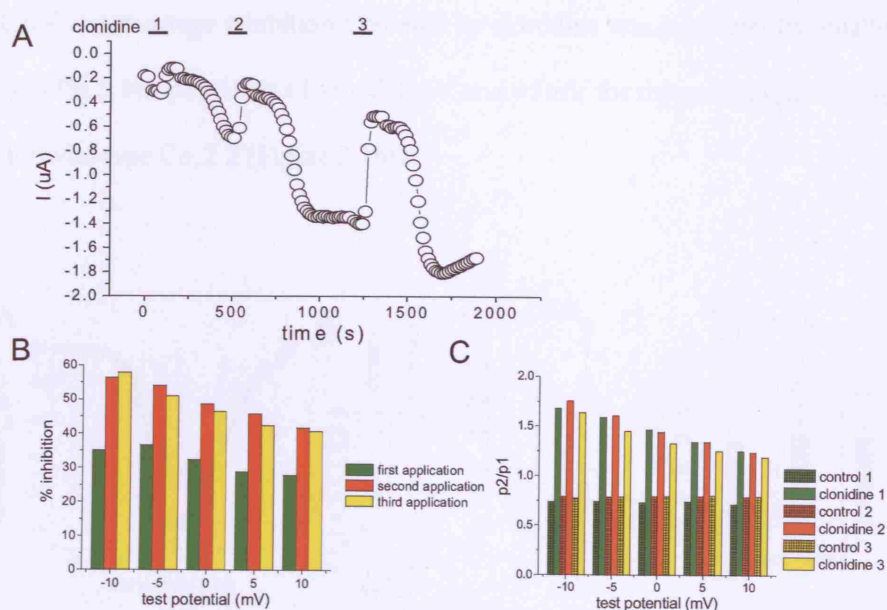 A
clonidine 1 2 3
0.0
-0.2
-0.4
-0.6
-0.8
-1.0
-1.2
-1.4
-1.6
-1.8
-2.0
I (uA)
0 500 1000 1500 2000
time (s)
B
60
50
40
30
20
10
0
% inhibition
-10 -5 0 5 10
test potential (mV)
first application
second application
third application
C
2.0
1.5
1.0
0.5
0.0
p2/p1
-10 -5 0 5 10
test potential (mV)
control 1
clonidine 1
control 2
clonidine 2
control 3
clonidine 3